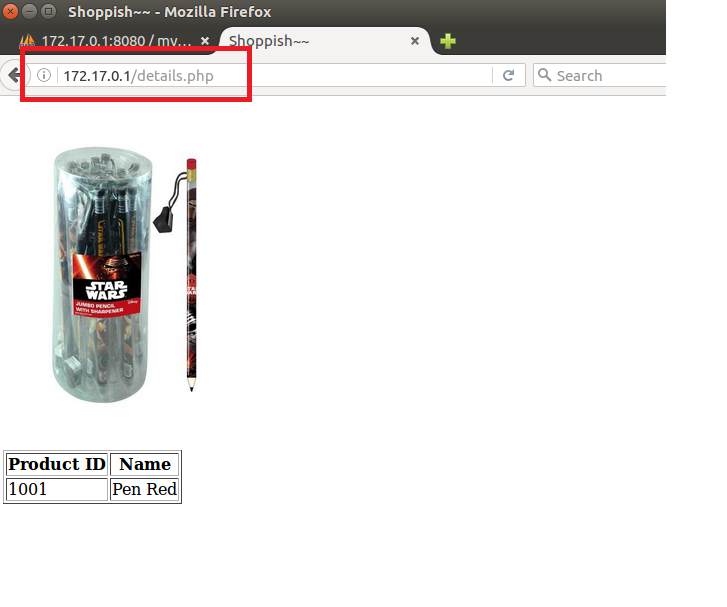 Shoppish~~ - Mozilla Firefox
172.17.0.1:8080 / my... Shoppish~~
172.17.0.1/details.php Search
STAR
WARS
JUMBO PENCIL
WITH SHARPENER
Disney
Product ID Name
1001 Pen Red